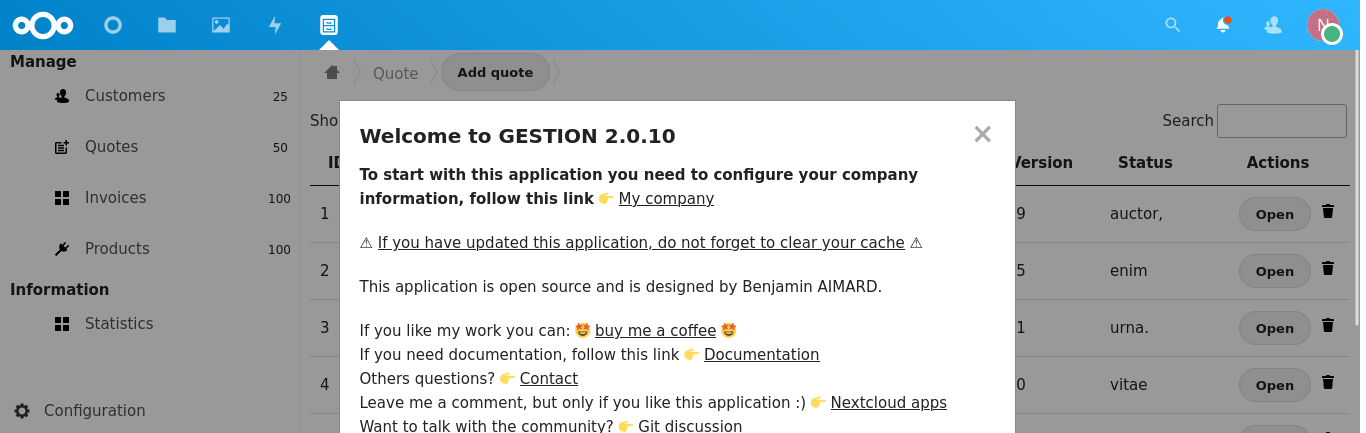 N
Manage
Customers 25
Quotes 50
Invoices 100
Products 100
Information
Statistics
Configuration
Quote
Add quote
Sho
Search
ID
Version Status Actions
1 9 auctor, Open
2 5 enim Open
3 1 urna. Open
4 0 vitae Open
Welcome to GESTION 2.0.10
To start with this application you need to configure your company
information, follow this link 👉 My company
⚠ If you have updated this application, do not forget to clear your cache ⚠
This application is open source and is designed by Benjamin AIMARD.
If you like my work you can: 🤩 buy me a coffee 🤩
If you need documentation, follow this link 👉 Documentation
Others questions? 👉 Contact
Leave me a comment, but only if you like this application :) 👉 Nextcloud apps
Want to talk with the community? 👉 Git discussion